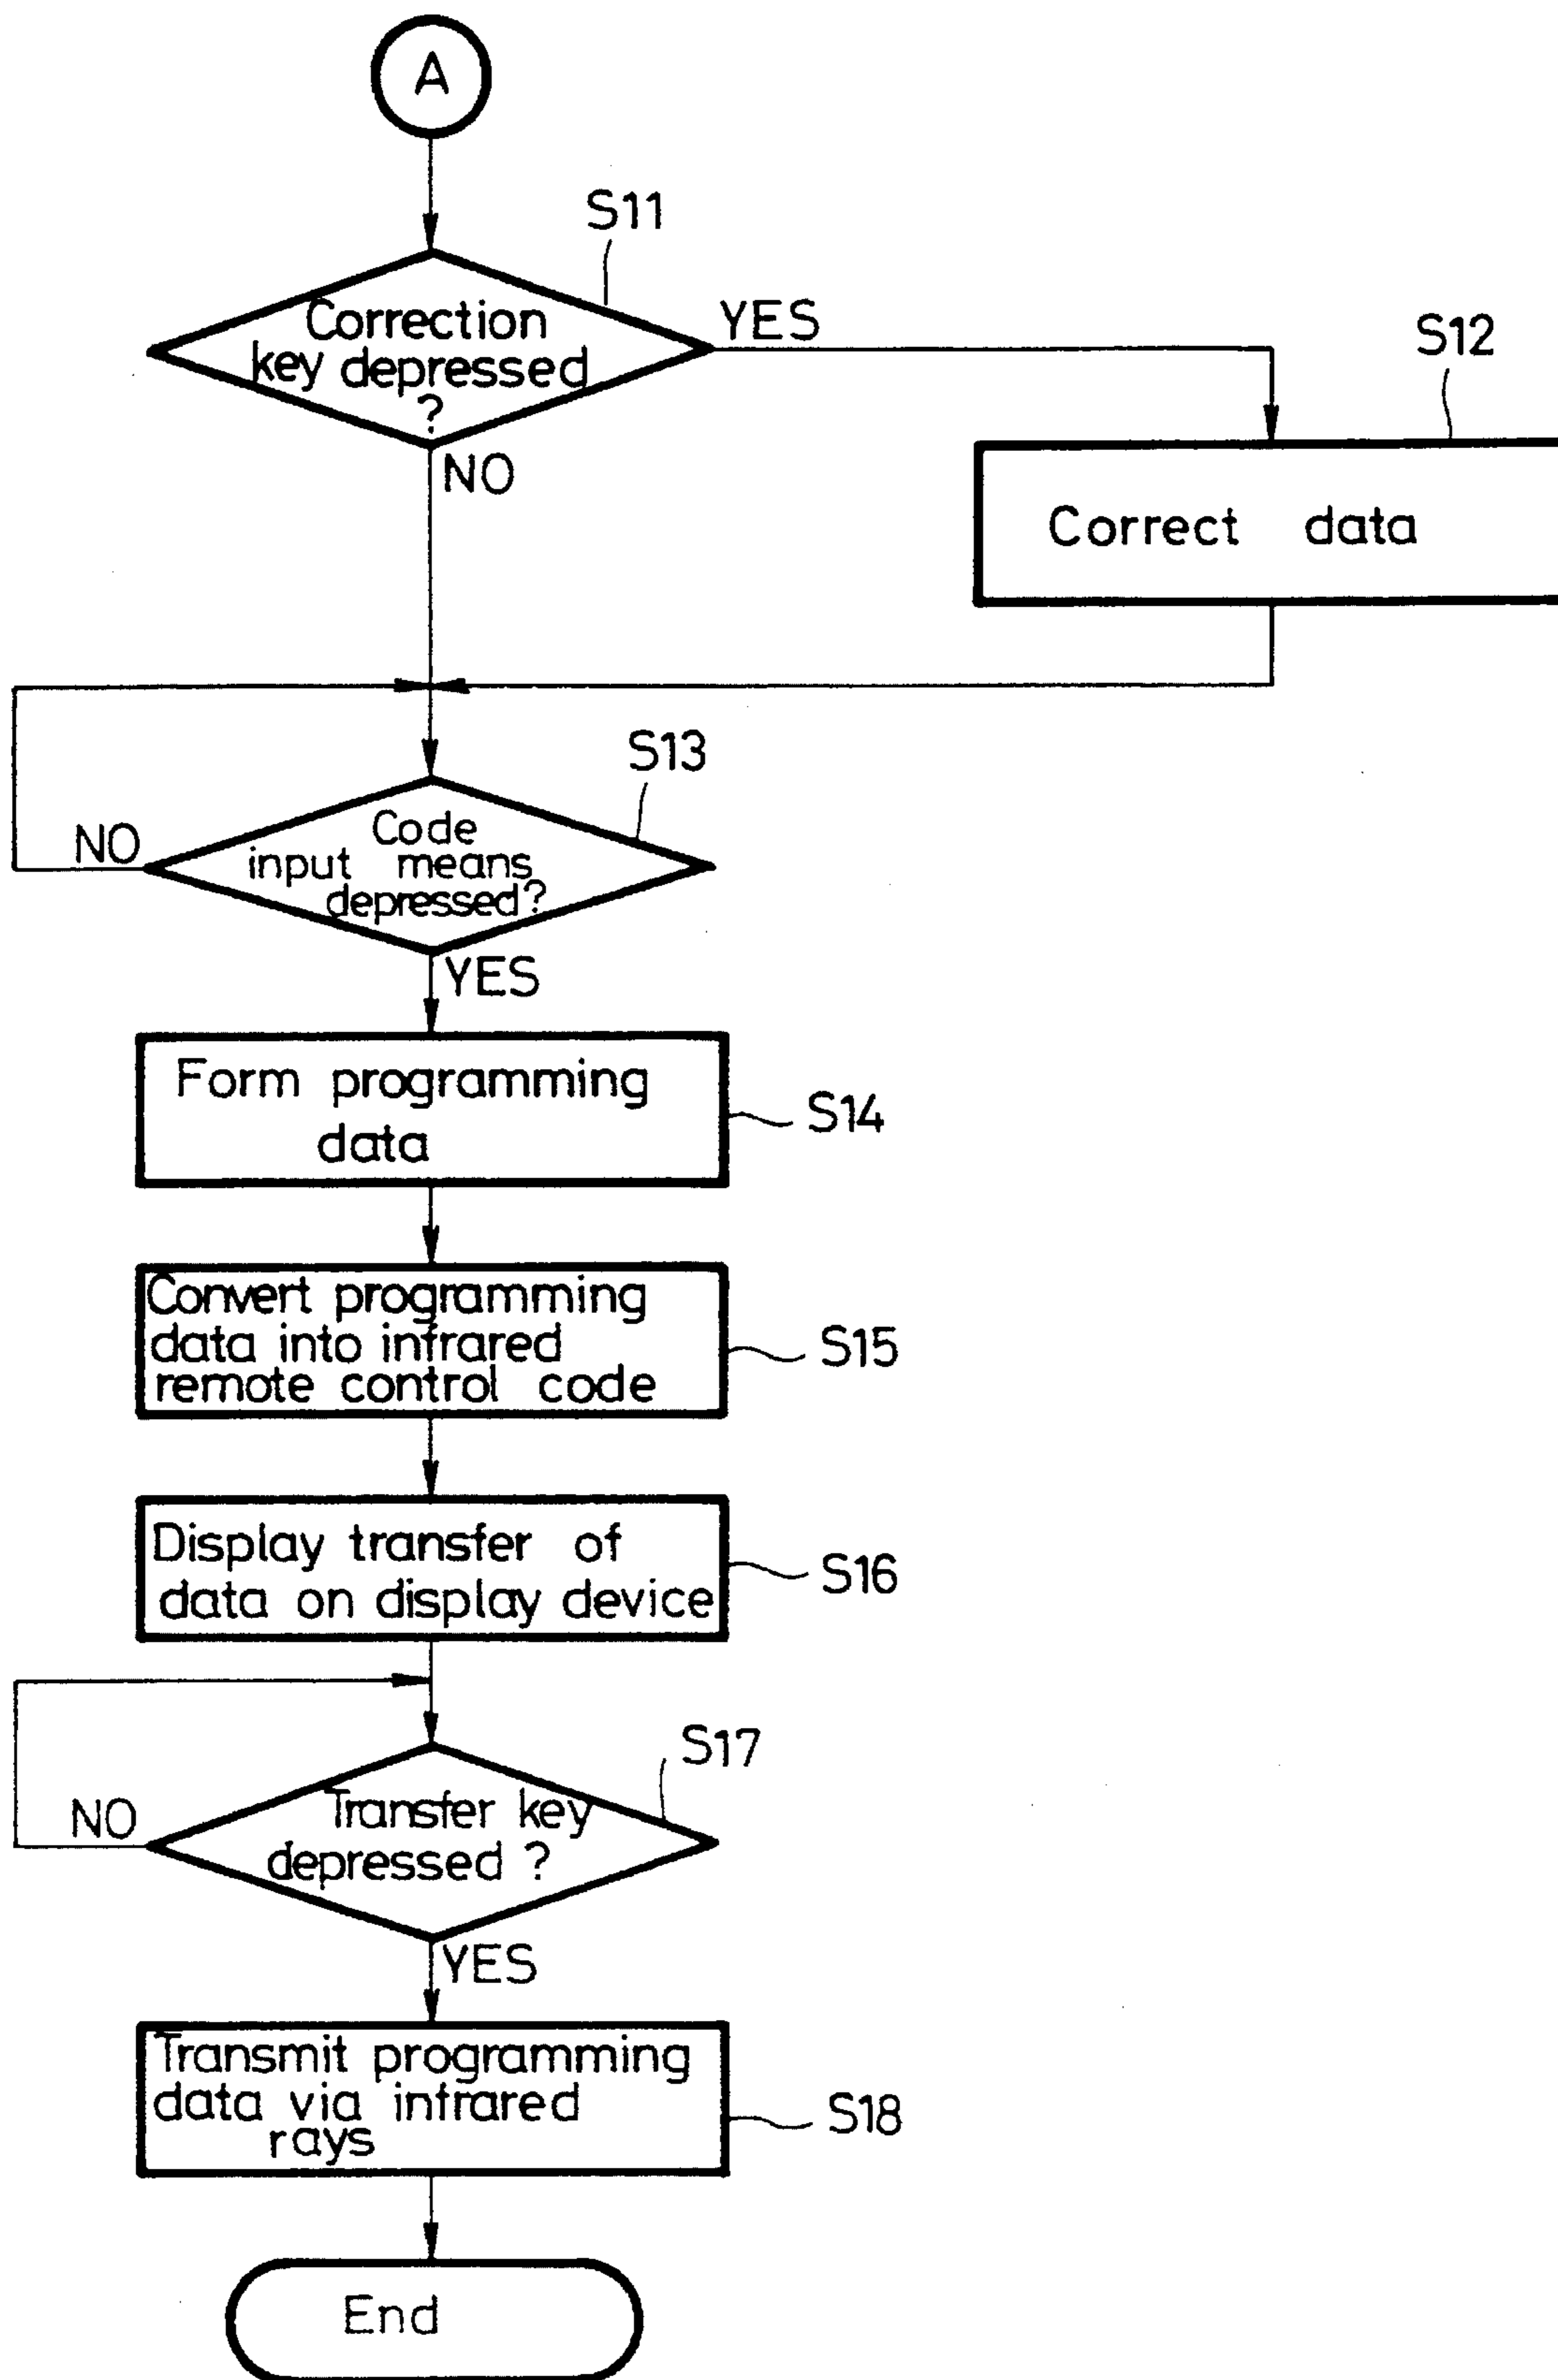 A
S11
Correction
key depressed
?
YES
NO
S12
Correct data
S13
Code
input means
depressed?
NO
YES
Form programming
data
S14
Convert programming
data into infrared
remote control code
S15
Display transfer of
data on display device
S16
S17
Transfer key
depressed ?
NO
YES
Transmit programming
data via infrared
rays
S18
End